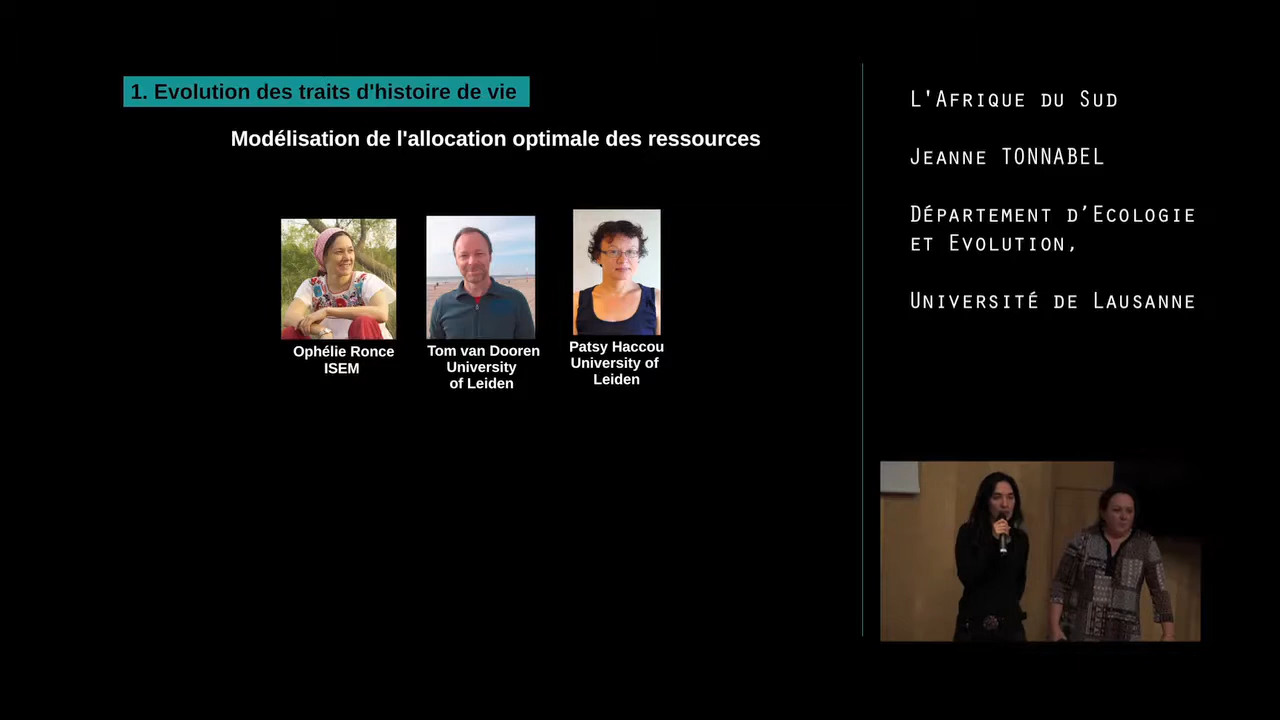 1. Evolution des traits d'histoire de vie
Modélisation de l'allocation optimale des ressources
Ophélie Ronce
ISEM
Tom van Dooren
University
of Leiden
Patsy Haccou
University of
Leiden
L'Afrique du Sud
Jeanne TONNABEL
Département d’Ecologie
et Evolution,
Université de Lausanne